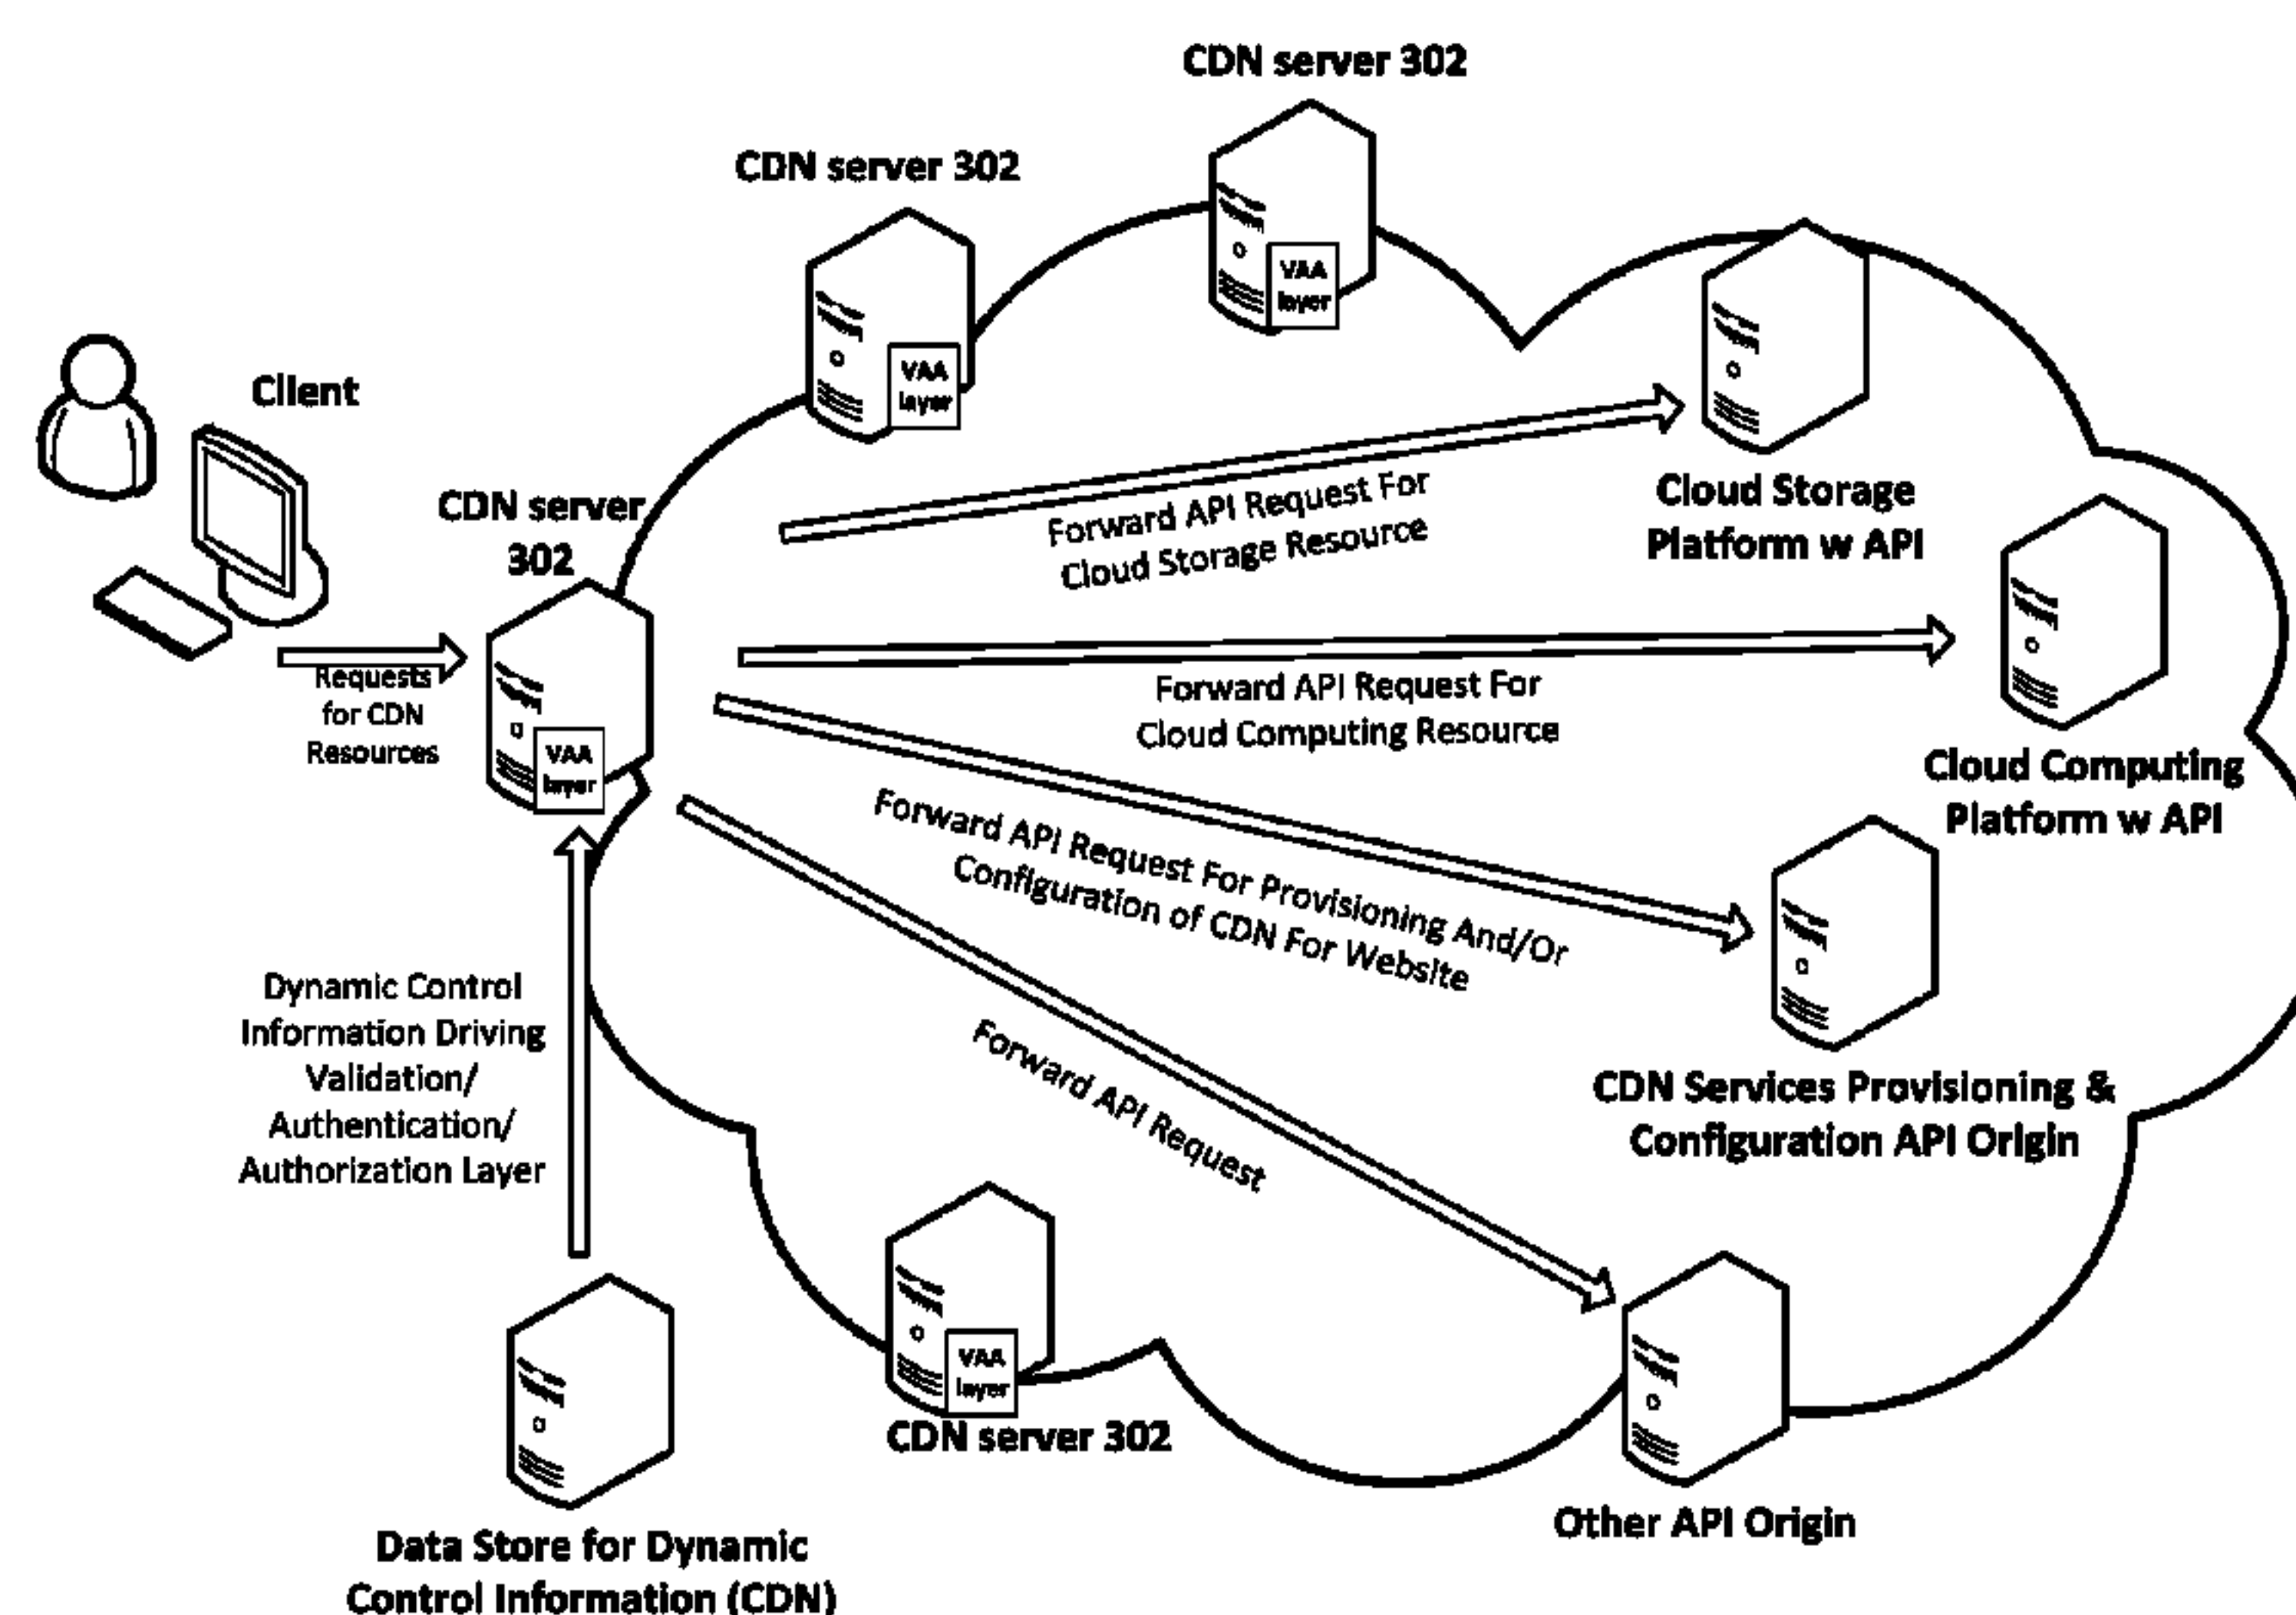 CDN server 302
CDN server 302
VAA
layer
VAA
layer
Client
CDN server
302
Forward API Request For
Cloud Storage Resource
Cloud Storage
Platform w API
Requests
for CDN
Resources
VAA
layer
Forward API Request For
Cloud Computing Resource
Cloud Computing
Platform w API
Forward API Request For Provisioning And/Or
Configuration of CDN For Website
Dynamic Control
Information Driving
Validation/
Authentication/
Authorization Layer
Forward API Request
CDN Services Provisioning &
Configuration API Origin
VAA
layer
CDN server 302
Other API Origin
Data Store for Dynamic
Control Information (CDN)